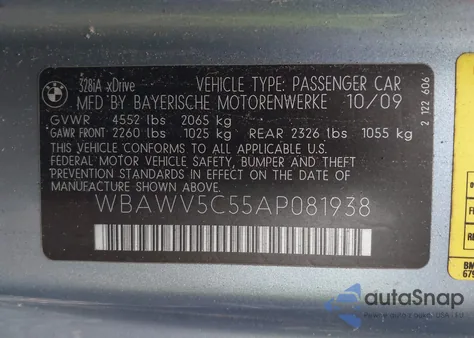 328iA xDrive VEHICLE TYPE: PASSENGER CAR
MFD BY BAYERISCHE MOTORENWERKE 10/09
GVWR 4552 lbs 2065 kg
GAWR FRONT 2260 lbs 1025 kg REAR 2326 lbs 1055 kg
THIS VEHICLE CONFORMS TO ALL APPLICABLE U.S.
FEDERAL MOTOR VEHICLE SAFETY, BUMPER AND THEFT
PREVENTION STANDARDS IN EFFECT ON THE DATE OF
MANUFACTURE SHOWN ABOVE.
WBAWV5C55AP081938
2 122 606
BM
679
autoSnap